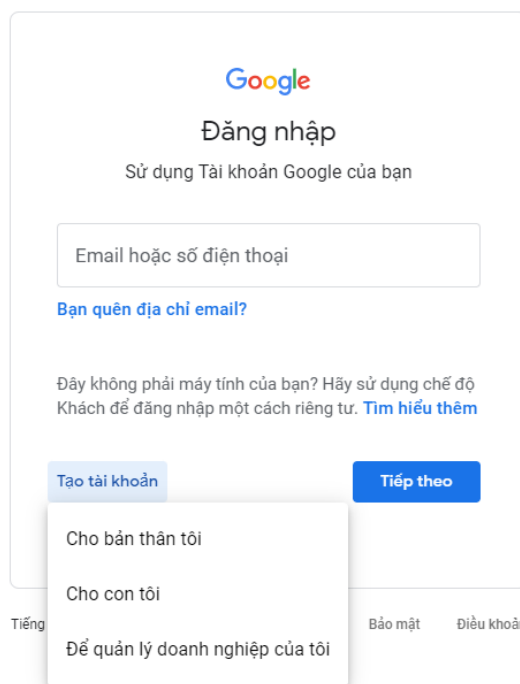 Google
Đăng nhập
Sử dụng Tài khoản Google của bạn
Email hoặc số điện thoại
Bạn quên địa chỉ email?
Đây không phải máy tính của bạn? Hãy sử dụng chế độ
Khách để đăng nhập một cách riêng tư. Tìm hiểu thêm
Tạo tài khoản Tiếp theo
Cho bản thân tôi
Cho con tôi
Tiếng Bảo mật Điều khoản
Để quản lý doanh nghiệp của tôi